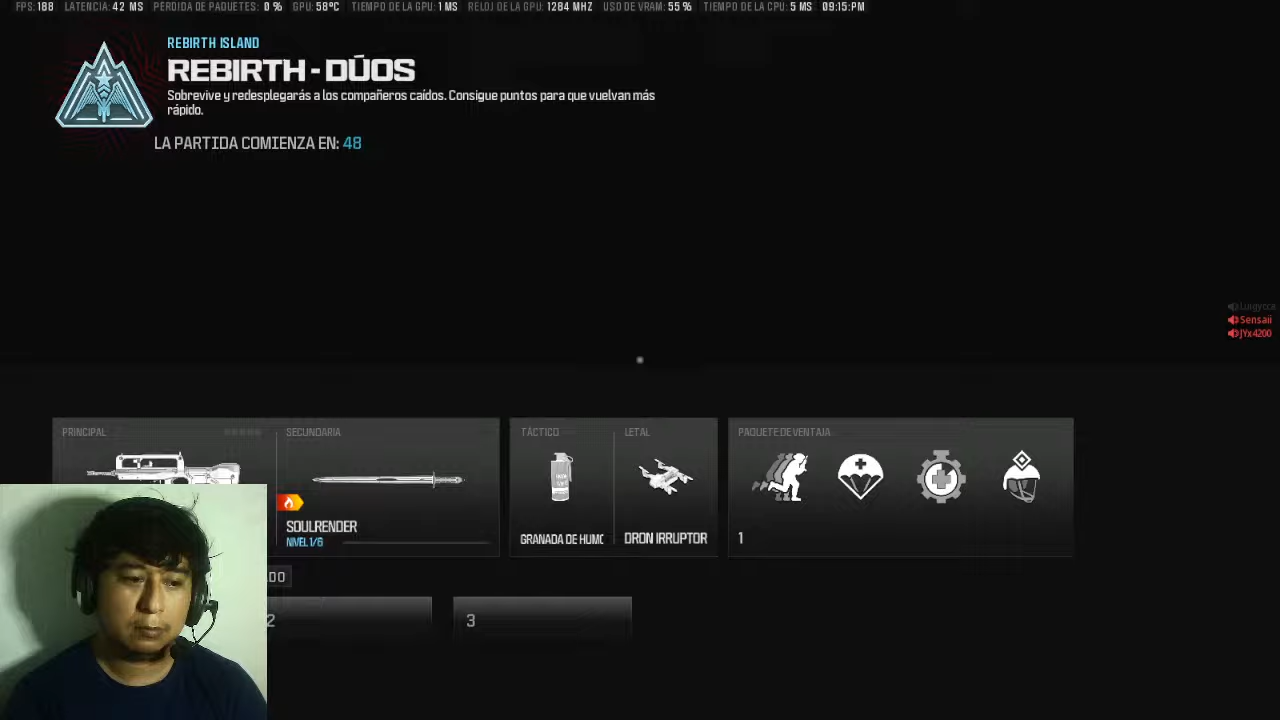 FPS: 188 LATENCIA: 42 MS PÉRDIDA DE PAQUETES: 0 % GPU: 58°C TIEMPO DE LA GPU: 1 MS RELOJ DE LA GPU: 1284 MHZ USO DE VRAM: 55 % TIEMPO DE LA CPU: 5 MS 09:15:PM
REBIRTH ISLAND
REBIRTH - DÚOS
Sobrevive y redesplegarás a los compañeros caídos. Consigue puntos para que vuelvan más
rápido.
LA PARTIDA COMIENZA EN: 48
Sensaii
JYx4200
PRINCIPAL SECUNDARIA TÁCTICO LETAL PAQUETE DE VENTAJA
SOULRENDER
NIVEL 1/6
GRANADA DE HUMO DRON IRRUPTOR 1
DO
2 3